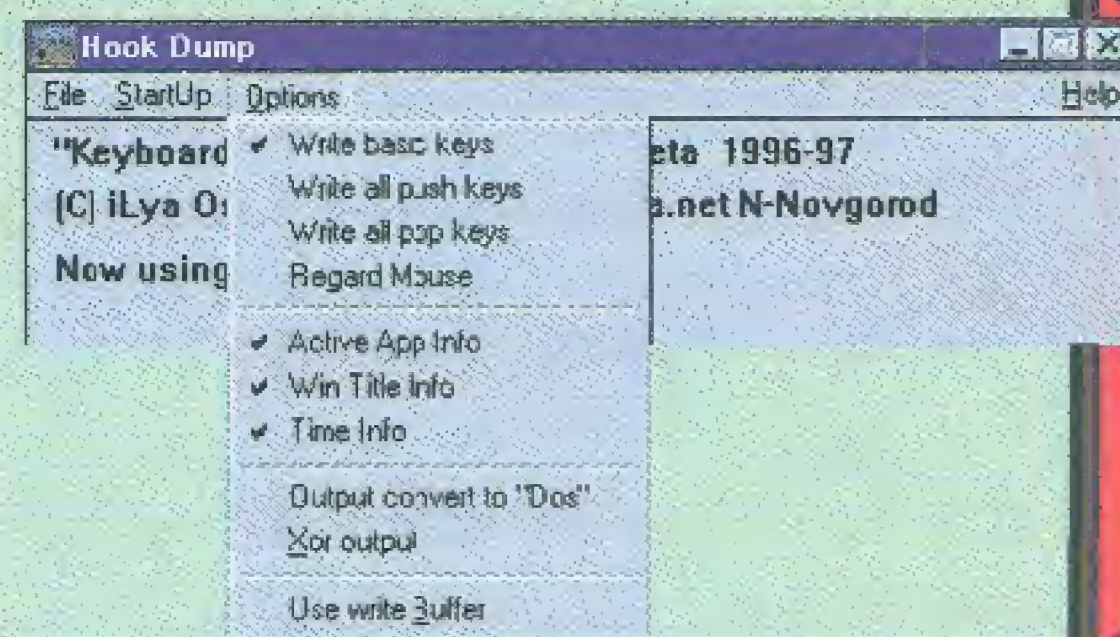 Hook Dump
File StartUp Options Help
"Keyboard
eta 1996-97
(C) iLya
a.net N-Novgorod
Now using
Write basic keys
Write all push keys
Write all pop keys
Regard Mouse
Active App Info
Win Title Info
Time Info
Output convert to "Dos"
Xor output
Use write Buffer